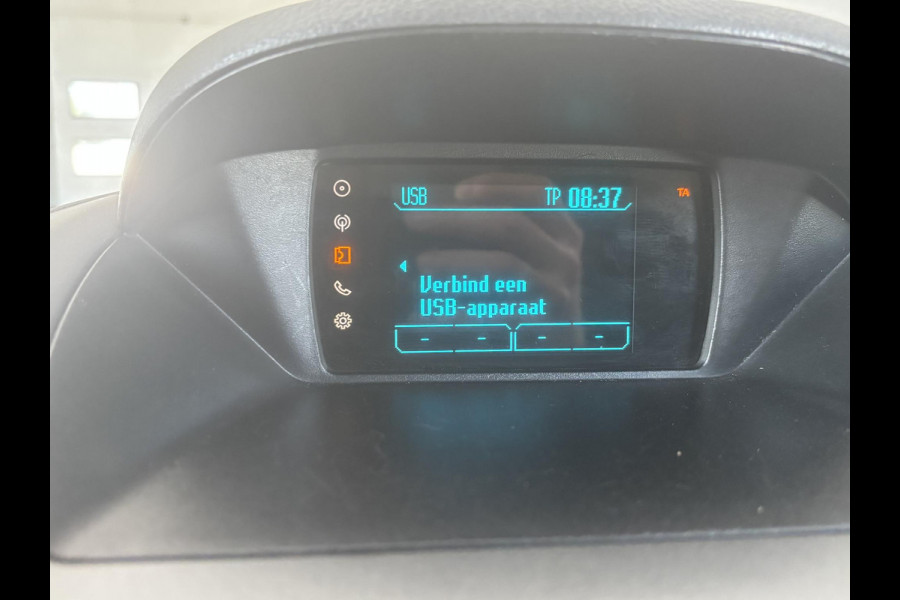 USB TP 08:37 TA
Verbind een
USB-apparaat
- - - -